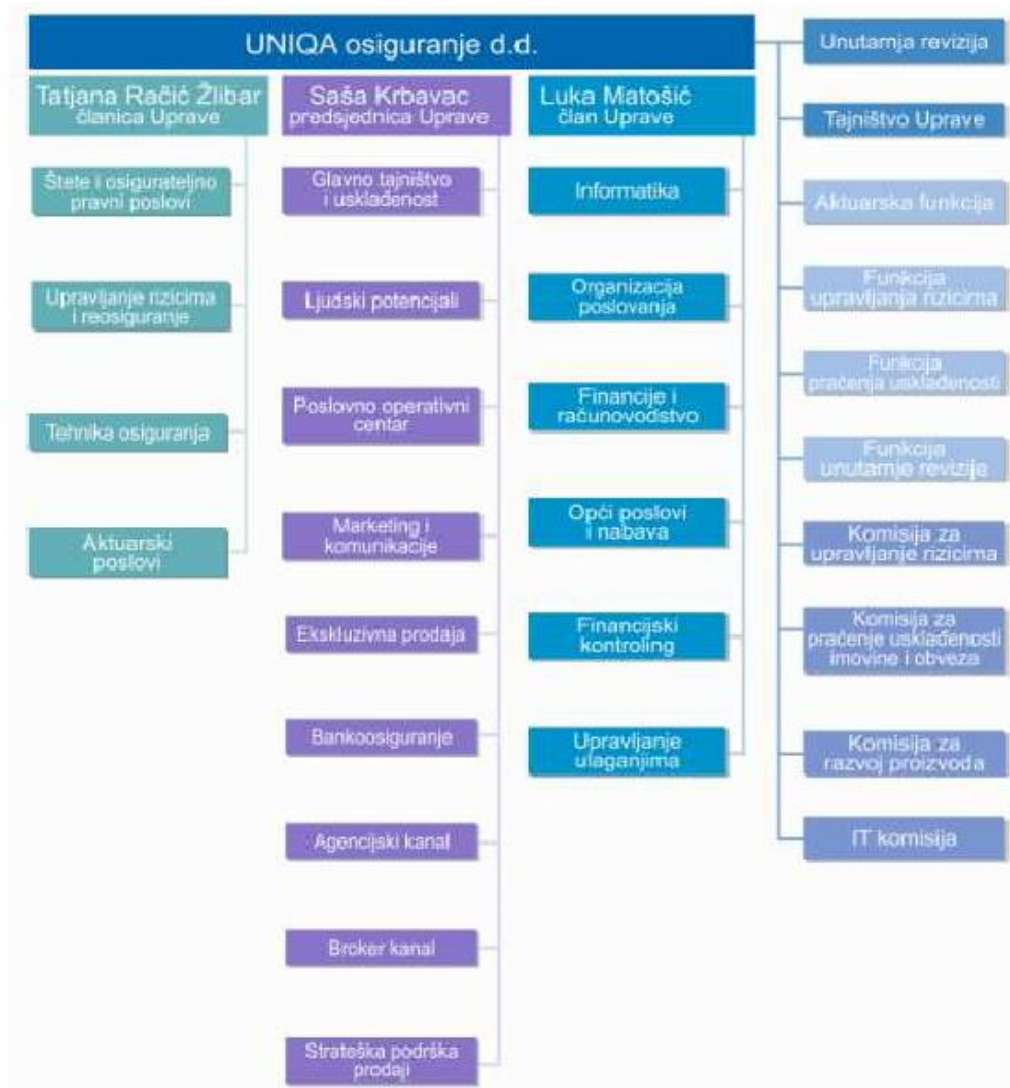 UNIQA osiguranje d.d.
Tatjana Račić Žlibar
članica Uprave
Štete i osigurateljno
pravni poslovi
Upravljanje rizicima
i reosiguranje
Tehnika osiguranja
Aktuarski
poslovi
Saša Krbavac
predsjednica Uprave
Glavno tajništvo
i usklađenost
Ljudski potencijali
Poslovno operativni
centar
Marketing i
komunikacije
Ekskluzivna prodaja
Bankoosiguranje
Agencijski kanal
Broker kanal
Strateška podrška
prodaji
Luka Matošić
član Uprave
Informatika
Organizacija
poslovanja
Financije i
računovodstvo
Opći poslovi
i nabava
Financijski
kontroling
Upravljanje
ulaganjima
Unutarnja revizija
Tajništvo Uprave
Aktuarska funkcija
Funkcija
upravljanja rizicima
Funkcija
praćenja usklađenosti
Funkcija
unutarnje revizije
Komisija za
upravljanje rizicima
Komisija za
praćenje usklađenosti
imovine i obveza
Komisija za
razvoj proizvoda
IT komisija